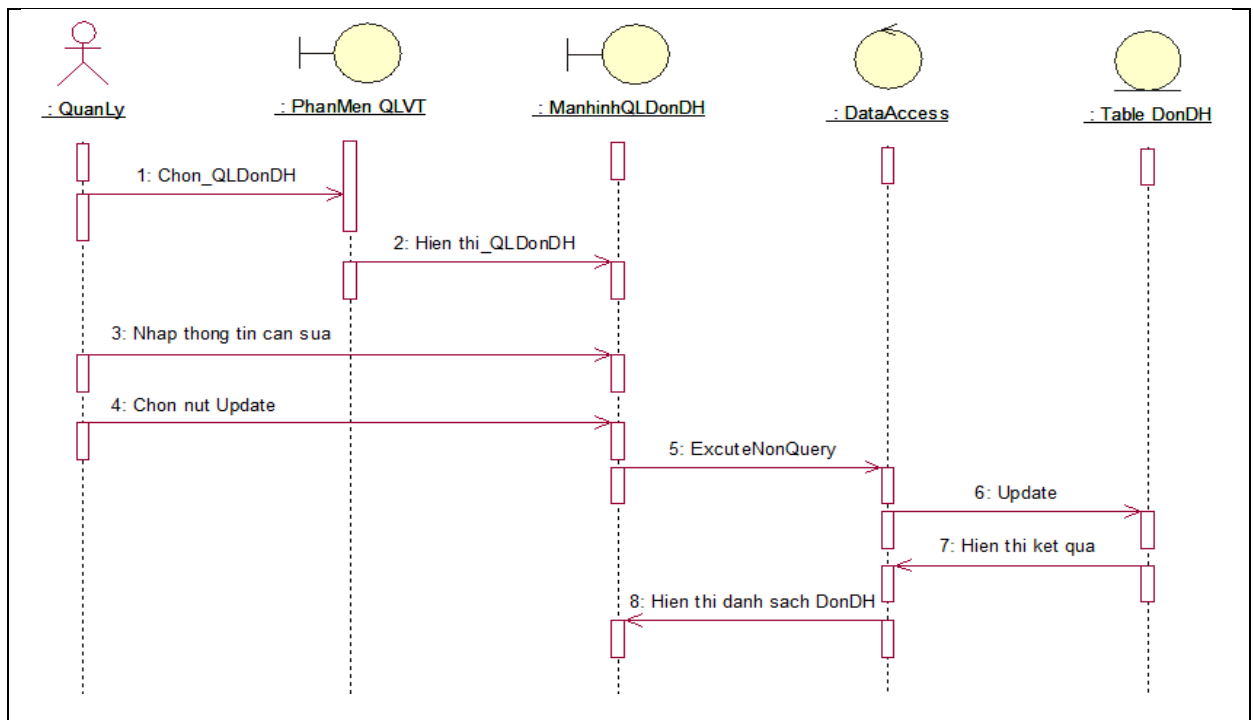 : QuanLy
: PhanMen QLVT
: ManhinhQLDonDH
: DataAccess
: Table DonDH
1: Chon_QLDonDH
2: Hien thi_QLDonDH
3: Nhap thong tin can sua
4: Chon nut Update
5: ExcuteNonQuery
6: Update
7: Hien thi ket qua
8: Hien thi danh sach DonDH